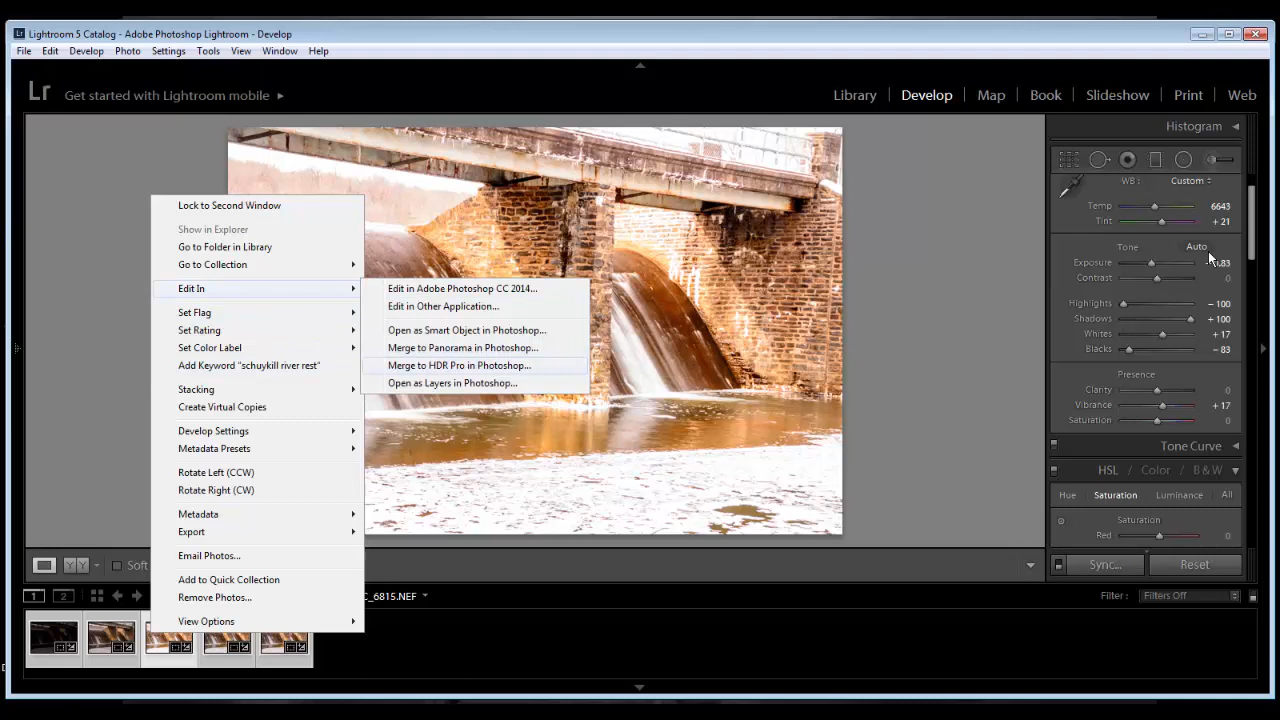 Lr Lightroom 5 Catalog - Adobe Photoshop Lightroom - Develop
File Edit Develop Photo Settings Tools View Window Help
Lr Get started with Lightroom mobile
Library | Develop | Map | Book | Slideshow | Print | Web
Histogram
WB : Custom
Temp 6643
Tint + 21
Tone Auto
Exposure
Contrast 0
Highlights − 100
Shadows + 100
Whites + 17
Blacks − 83
Presence
Clarity 0
Vibrance + 17
Saturation 0
Tone Curve
HSL / Color / B & W
Hue Saturation Luminance All
Saturation
Red 0
Sync... Reset
Lock to Second Window
Show in Explorer
Go to Folder in Library
Go to Collection
Edit In
Set Flag
Set Rating
Set Color Label
Add Keyword "schuykill river rest"
Stacking
Create Virtual Copies
Develop Settings
Metadata Presets
Rotate Left (CCW)
Rotate Right (CW)
Metadata
Export
Email Photos...
Add to Quick Collection
Remove Photos...
View Options
Edit in Adobe Photoshop CC 2014...
Edit in Other Application...
Open as Smart Object in Photoshop...
Merge to Panorama in Photoshop...
Merge to HDR Pro in Photoshop...
Open as Layers in Photoshop...
YY Soft
1 2 C_6815.NEF Filter : Filters Off